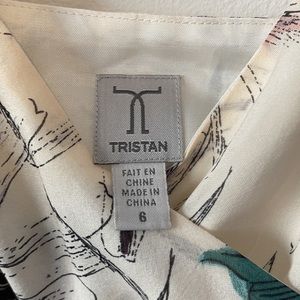 TRISTAN
FAIT EN
CHINE
MADE IN
CHINA
6